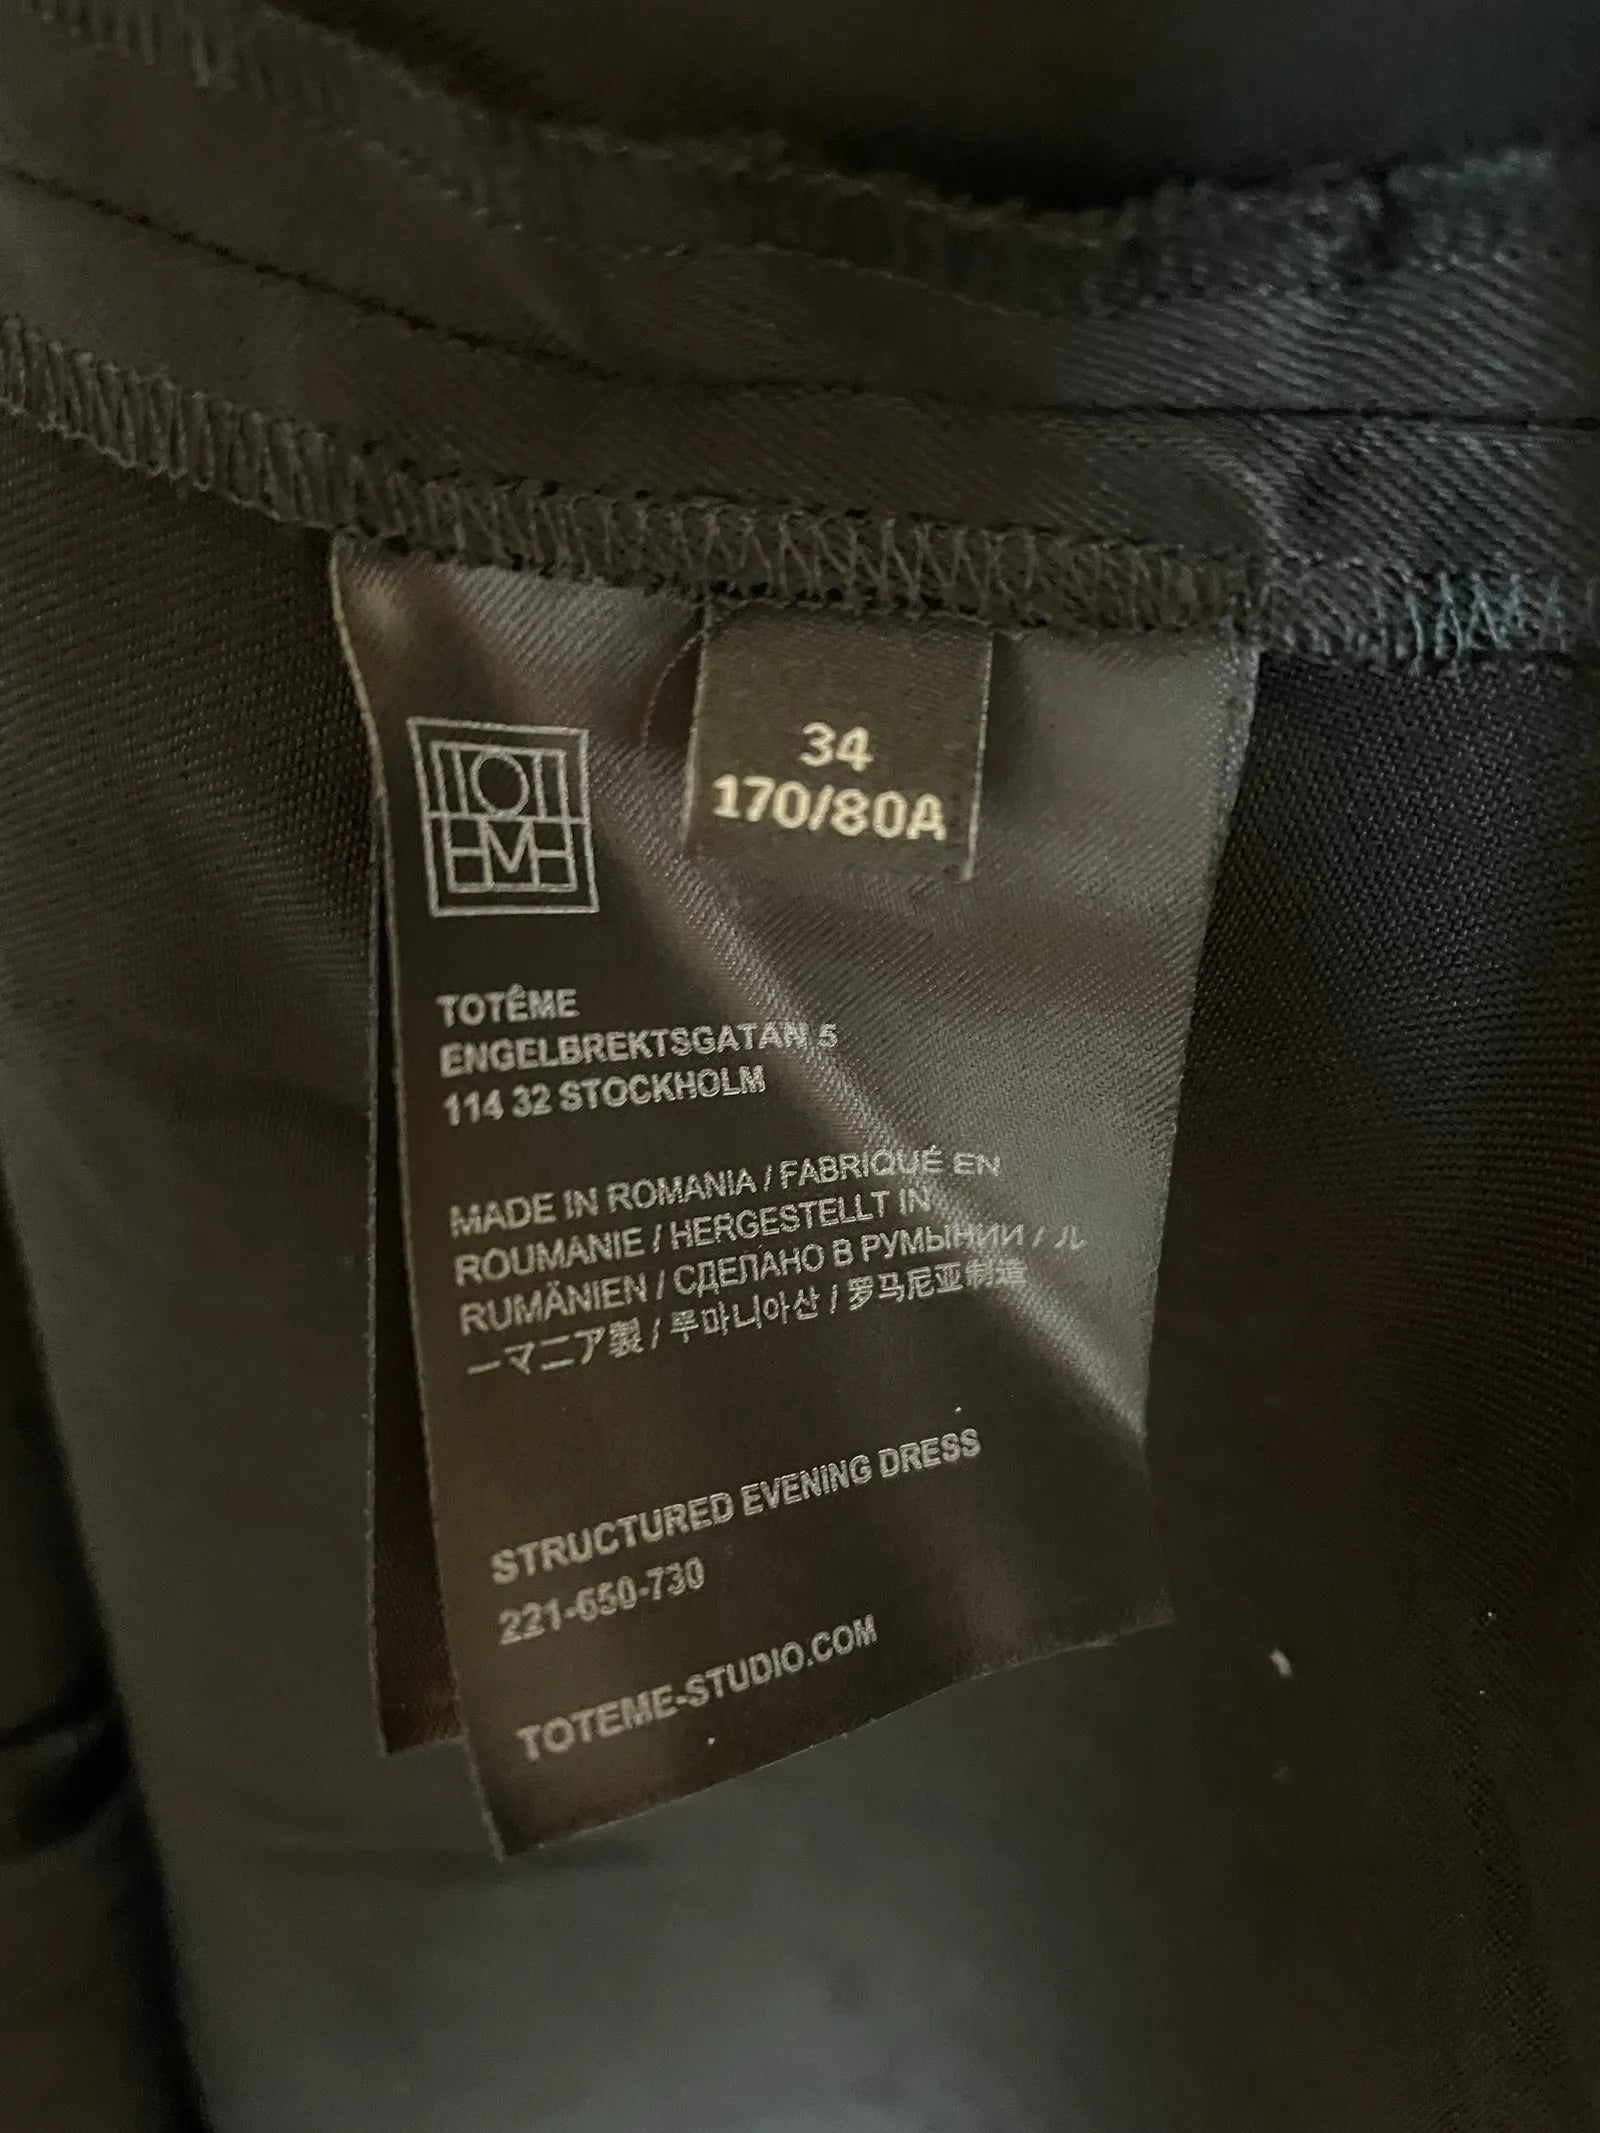 34
170/80A
TOTÊME
ENGELBREKTSGATAN 5
114 32 STOCKHOLM
MADE IN ROMANIA / FABRIQUÉ EN
ROUMANIE / HERGESTELLT IN
RUMÄNIEN / СДЕЛАНО В РУМЫНИИ / ル
ーマニア製 / 루마니아산 / 罗马尼亚制造
STRUCTURED EVENING DRESS
221-650-730
TOTEME-STUDIO.COM